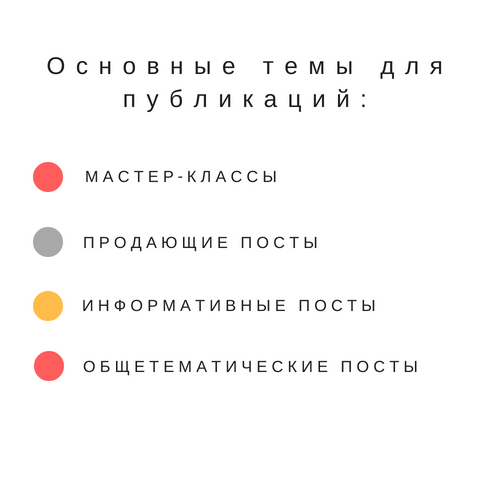 Основные темы для
публикаций:
МАСТЕР-КЛАССЫ
ПРОДАЮЩИЕ ПОСТЫ
ИНФОРМАТИВНЫЕ ПОСТЫ
ОБЩЕТЕМАТИЧЕСКИЕ ПОСТЫ